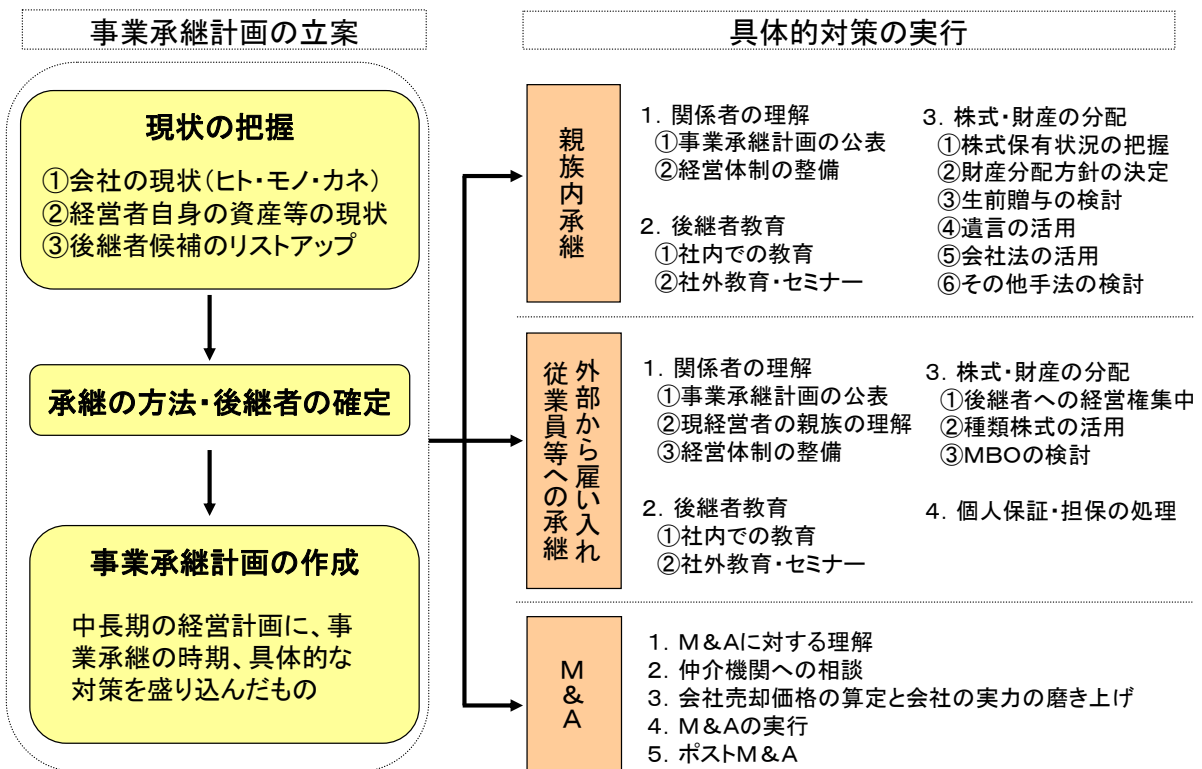 事業承継計画の立案
現状の把握
①会社の現状(ヒト・モノ・カネ)
②経営者自身の資産等の現状
③後継者候補のリストアップ
承継の方法・後継者の確定
事業承継計画の作成
中長期の経営計画に、事
業承継の時期、具体的な
対策を盛り込んだもの
具体的対策の実行
親族内承継
1．関係者の理解
①事業承継計画の公表
②経営体制の整備
2．後継者教育
①社内での教育
②社外教育・セミナー
3．株式・財産の分配
①株式保有状況の把握
②財産分配方針の決定
③生前贈与の検討
④遺言の活用
⑤会社法の活用
⑥その他手法の検討
外部から雇い入れ
従業員等への承継
1．関係者の理解
①事業承継計画の公表
②現経営者の親族の理解
③経営体制の整備
2．後継者教育
①社内での教育
②社外教育・セミナー
3．株式・財産の分配
①後継者への経営権集中
②種類株式の活用
③MBOの検討
4．個人保証・担保の処理
M&A
1．M&Aに対する理解
2．仲介機関への相談
3．会社売却価格の算定と会社の実力の磨き上げ
4．M&Aの実行
5．ポストM&A